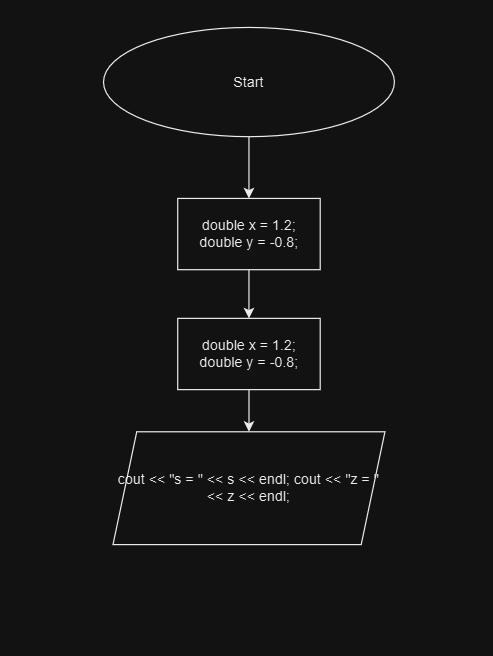 Start
double x = 1.2;
double y = -0.8;
double x = 1.2;
double y = -0.8;
cout << "s = " << s << endl; cout << "z = "
<< z << endl;